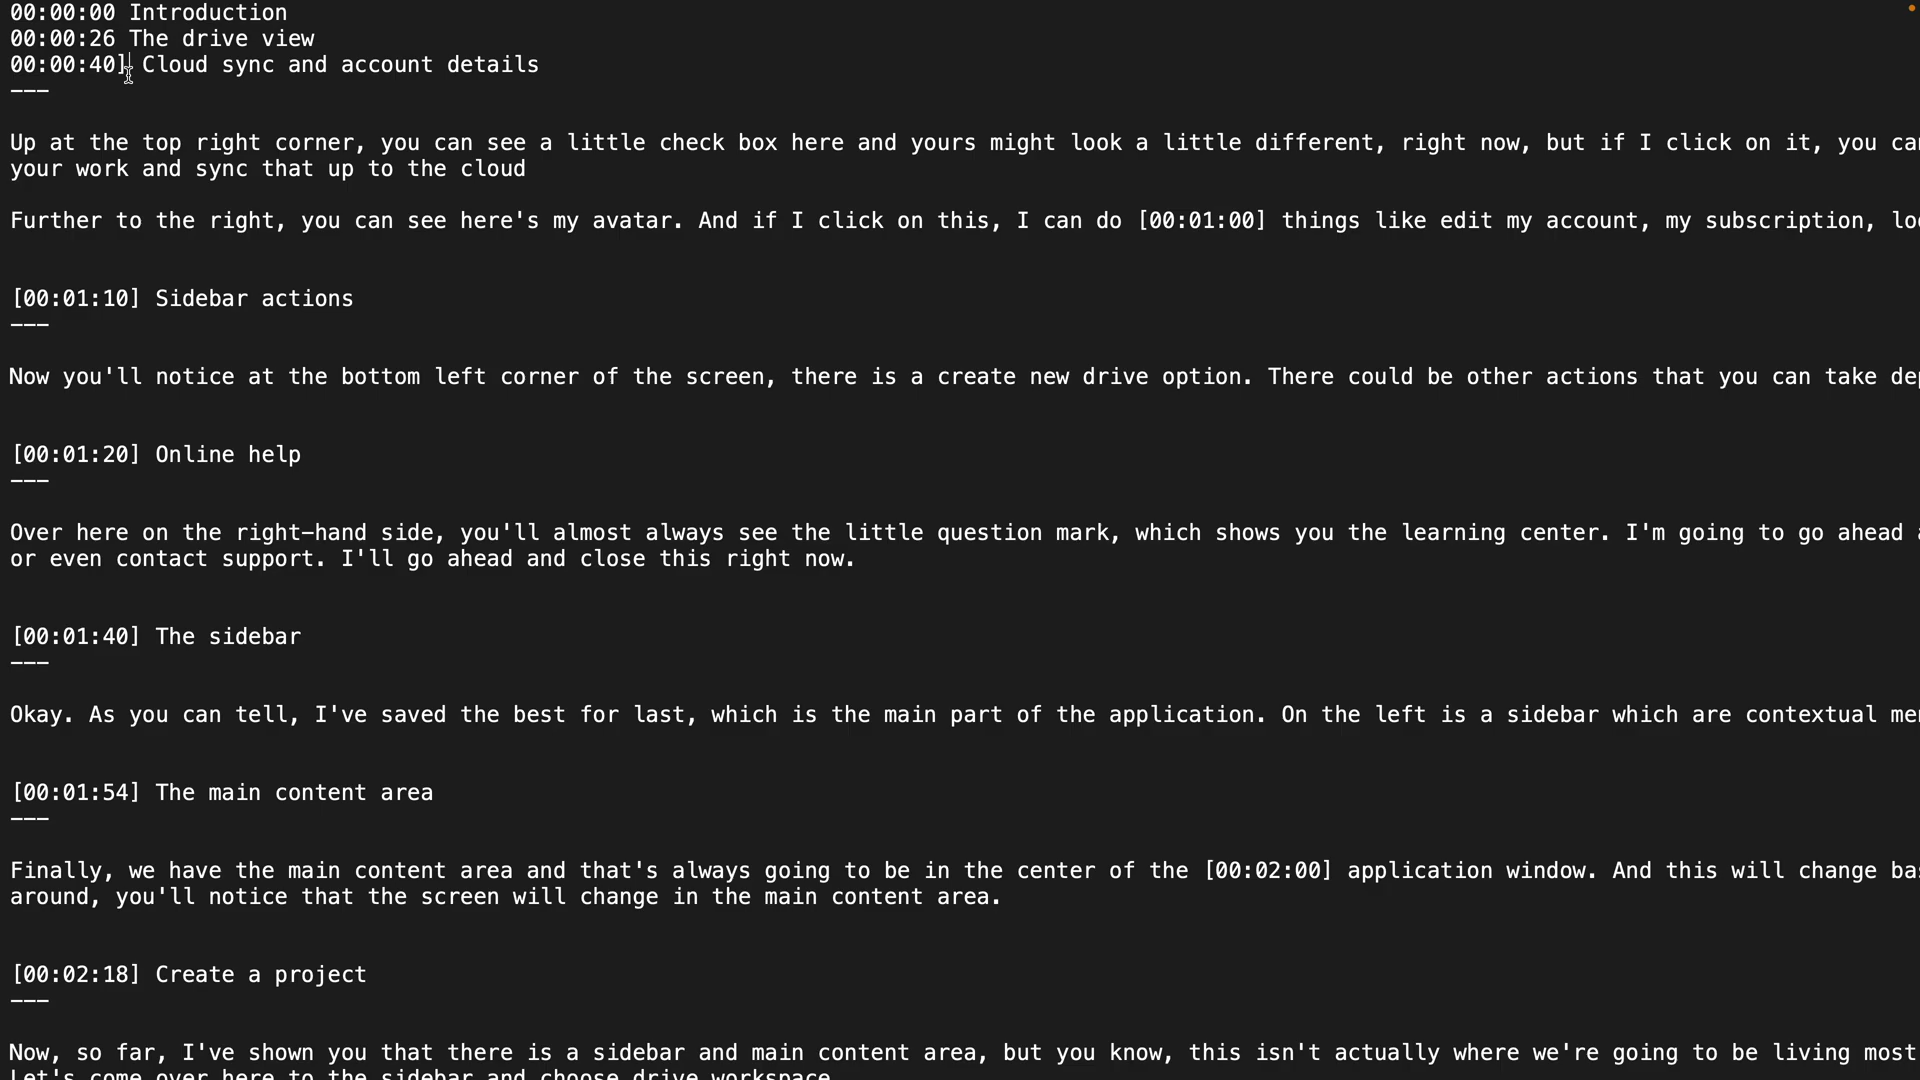 00:00:00 Introduction
00:00:26 The drive view
00:00:40] Cloud sync and account details
---
Up at the top right corner, you can see a little check box here and yours might look a little different, right now, but if I click on it, you
your work and sync that up to the cloud
Further to the right, you can see here's my avatar. And if I click on this, I can do [00:01:00] things like edit my account, my subscription,
[00:01:10] Sidebar actions
---
Now you'll notice at the bottom left corner of the screen, there is a create new drive option. There could be other actions that you can take
[00:01:20] Online help
---
Over here on the right-hand side, you'll almost always see the little question mark, which shows you the learning center. I'm going to go ahead
or even contact support. I'll go ahead and close this right now.
[00:01:40] The sidebar
---
Okay. As you can tell, I've saved the best for last, which is the main part of the application. On the left is a sidebar which are contextual
[00:01:54] The main content area
---
Finally, we have the main content area and that's always going to be in the center of the [00:02:00] application window. And this will change
around, you'll notice that the screen will change in the main content area.
[00:02:18] Create a project
---
Now, so far, I've shown you that there is a sidebar and main content area, but you know, this isn't actually where we're going to be living most
Let's come over here to the sidebar and choose drive workspace